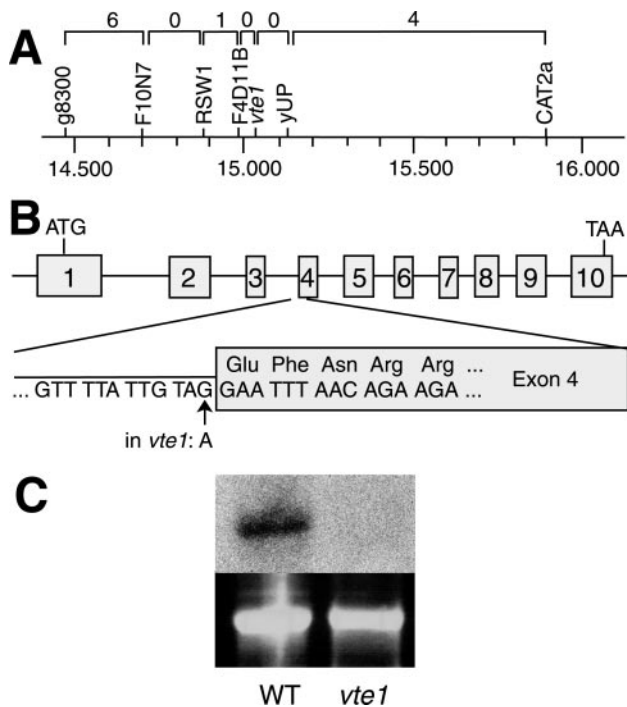 A
6 0 1 0 0 4
g8300 F10N7 RSW1 F4D11B vte1 yUP CAT2a
14.500 15.000 15.500 16.000
B
ATG TAA
1 2 3 4 5 6 7 8 9 10
Glu Phe Asn Arg Arg ...
... GTT TTA TTG TAG GAA TTT AAC AGA AGA ... Exon 4
in vte1: A
C
WT vte1